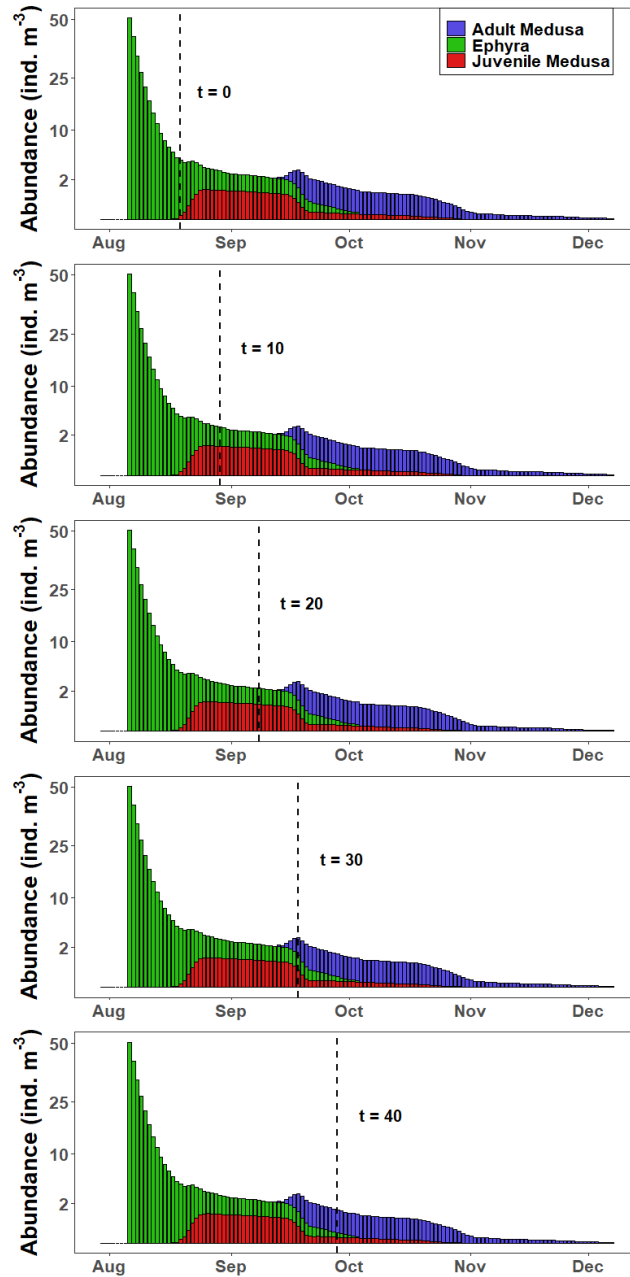 Abundance (ind. m-3)
50
25
10
2
Adult Medusa
Ephyra
Juvenile Medusa
t = 0
Aug Sep Oct Nov Dec
Abundance (ind. m-3)
50
25
10
2
t = 10
Aug Sep Oct Nov Dec
Abundance (ind. m-3)
50
25
10
2
t = 20
Aug Sep Oct Nov Dec
Abundance (ind. m-3)
50
25
10
2
t = 30
Aug Sep Oct Nov Dec
Abundance (ind. m-3)
50
25
10
2
t = 40
Aug Sep Oct Nov Dec